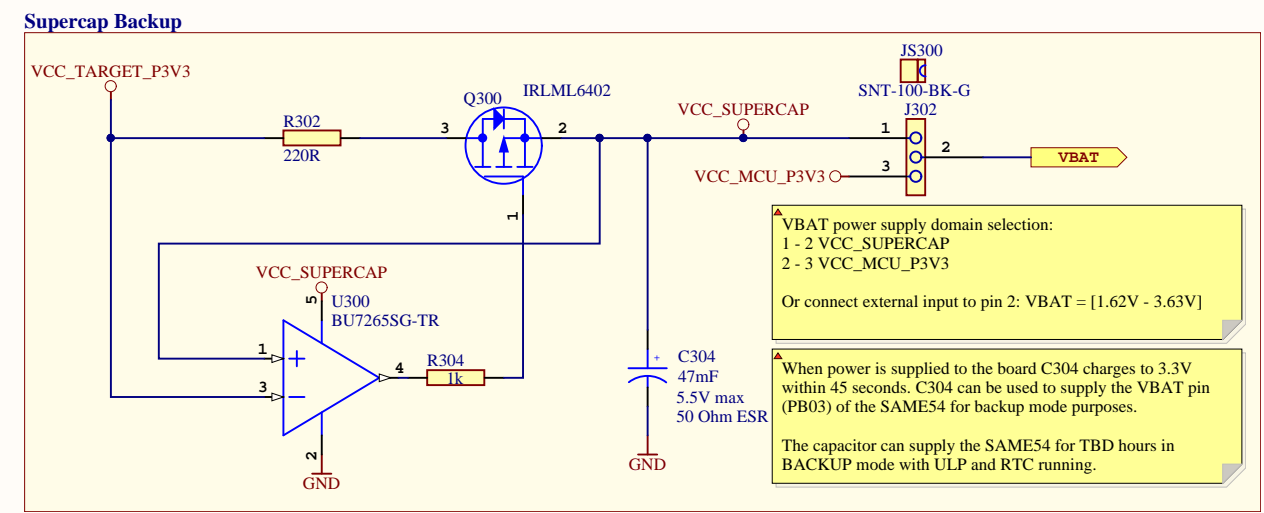 Supercap Backup
VCC_TARGET_P3V3
R302
220R
3
Q300
IRLML6402
2
1
VCC_SUPERCAP
JS300
SNT-100-BK-G
J302
1
2
3
VBAT
VCC_MCU_P3V3
VCC_SUPERCAP
5
U300
BU7265SG-TR
1
+
3
−
4
2
GND
R304
1k
+
C304
47mF
5.5V max
50 Ohm ESR
GND
VBAT power supply domain selection:
1 - 2 VCC_SUPERCAP
2 - 3 VCC_MCU_P3V3
Or connect external input to pin 2: VBAT = [1.62V - 3.63V]
When power is supplied to the board C304 charges to 3.3V
within 45 seconds. C304 can be used to supply the VBAT pin
(PB03) of the SAME54 for backup mode purposes.
The capacitor can supply the SAME54 for TBD hours in
BACKUP mode with ULP and RTC running.